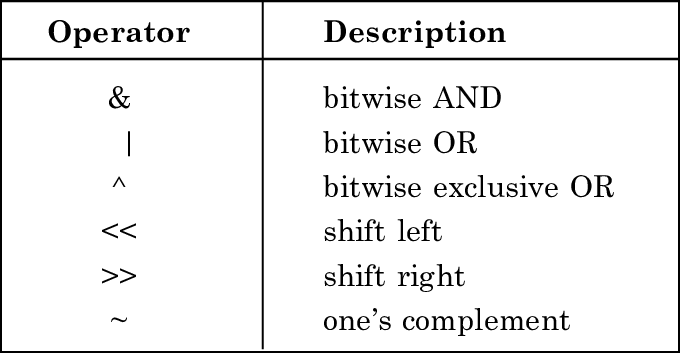 Operator Description
& bitwise AND
| bitwise OR
^ bitwise exclusive OR
<< shift left
>> shift right
~ one's complement